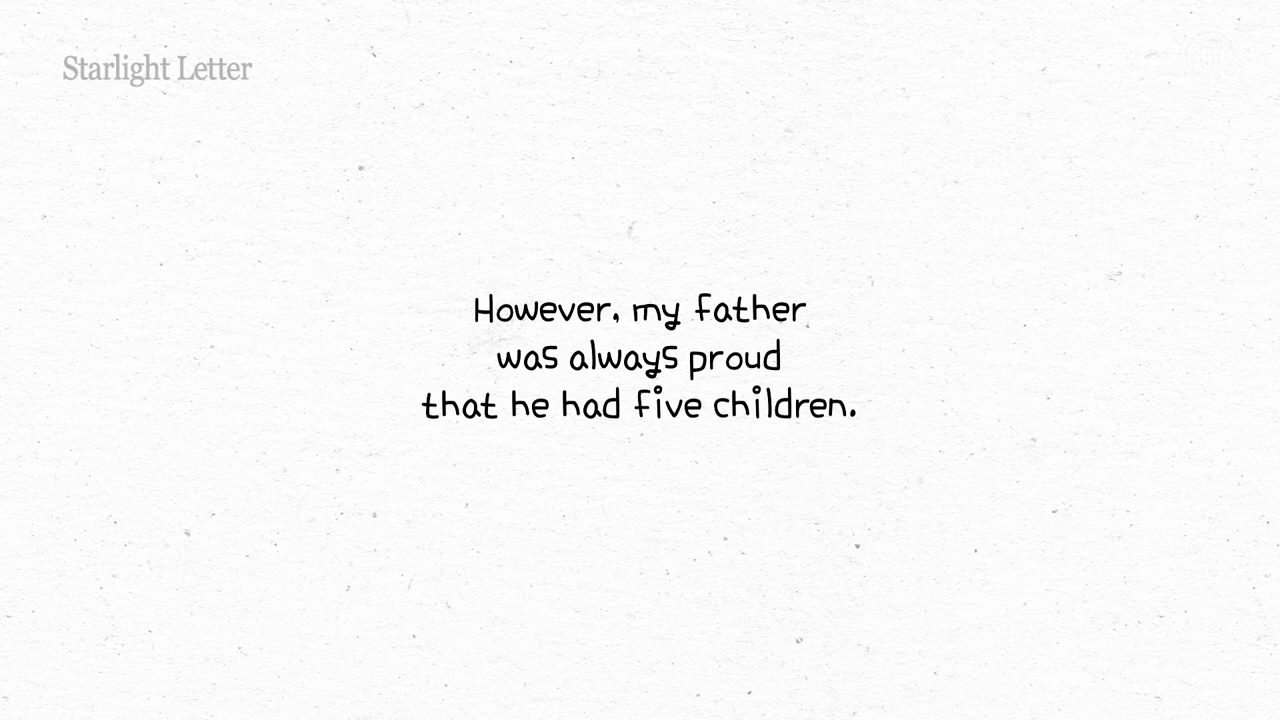 Starlight Letter
However, my father
was always proud
that he had five children.